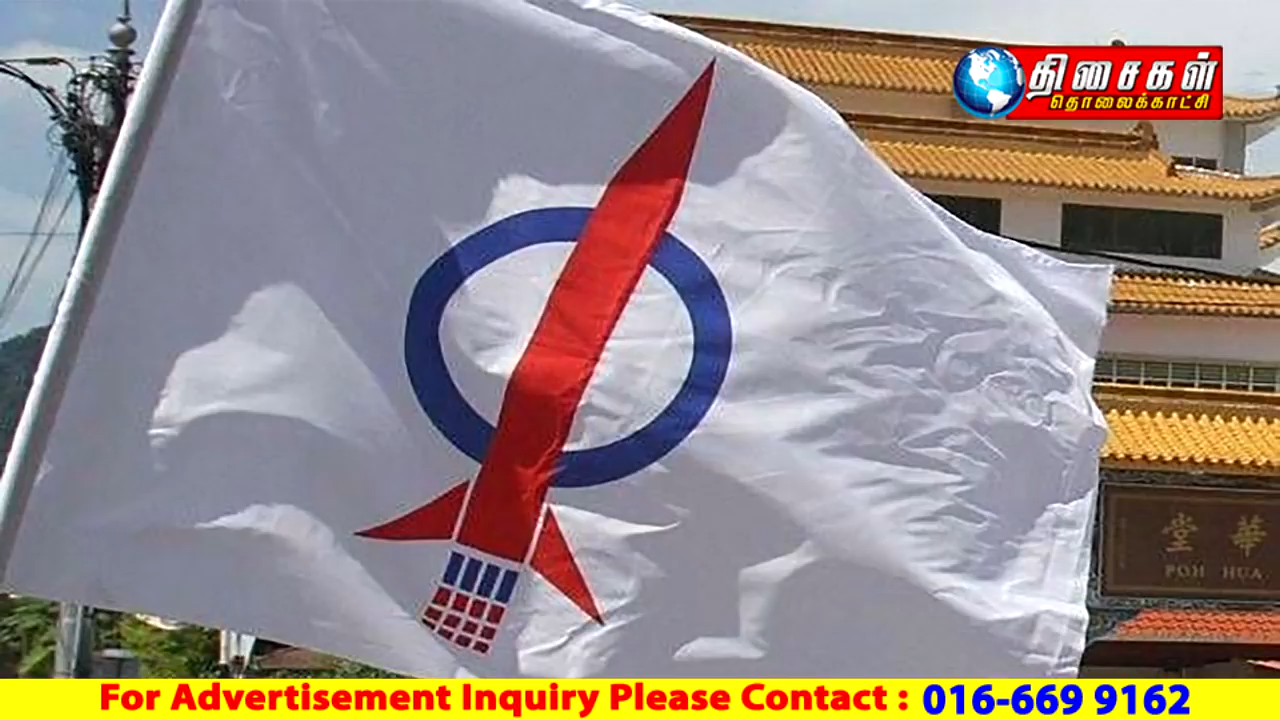 திசைகள்
தொலைக்காட்சி
堂 華
POH HUA
For Advertisement Inquiry Please Contact : 016-669 9162